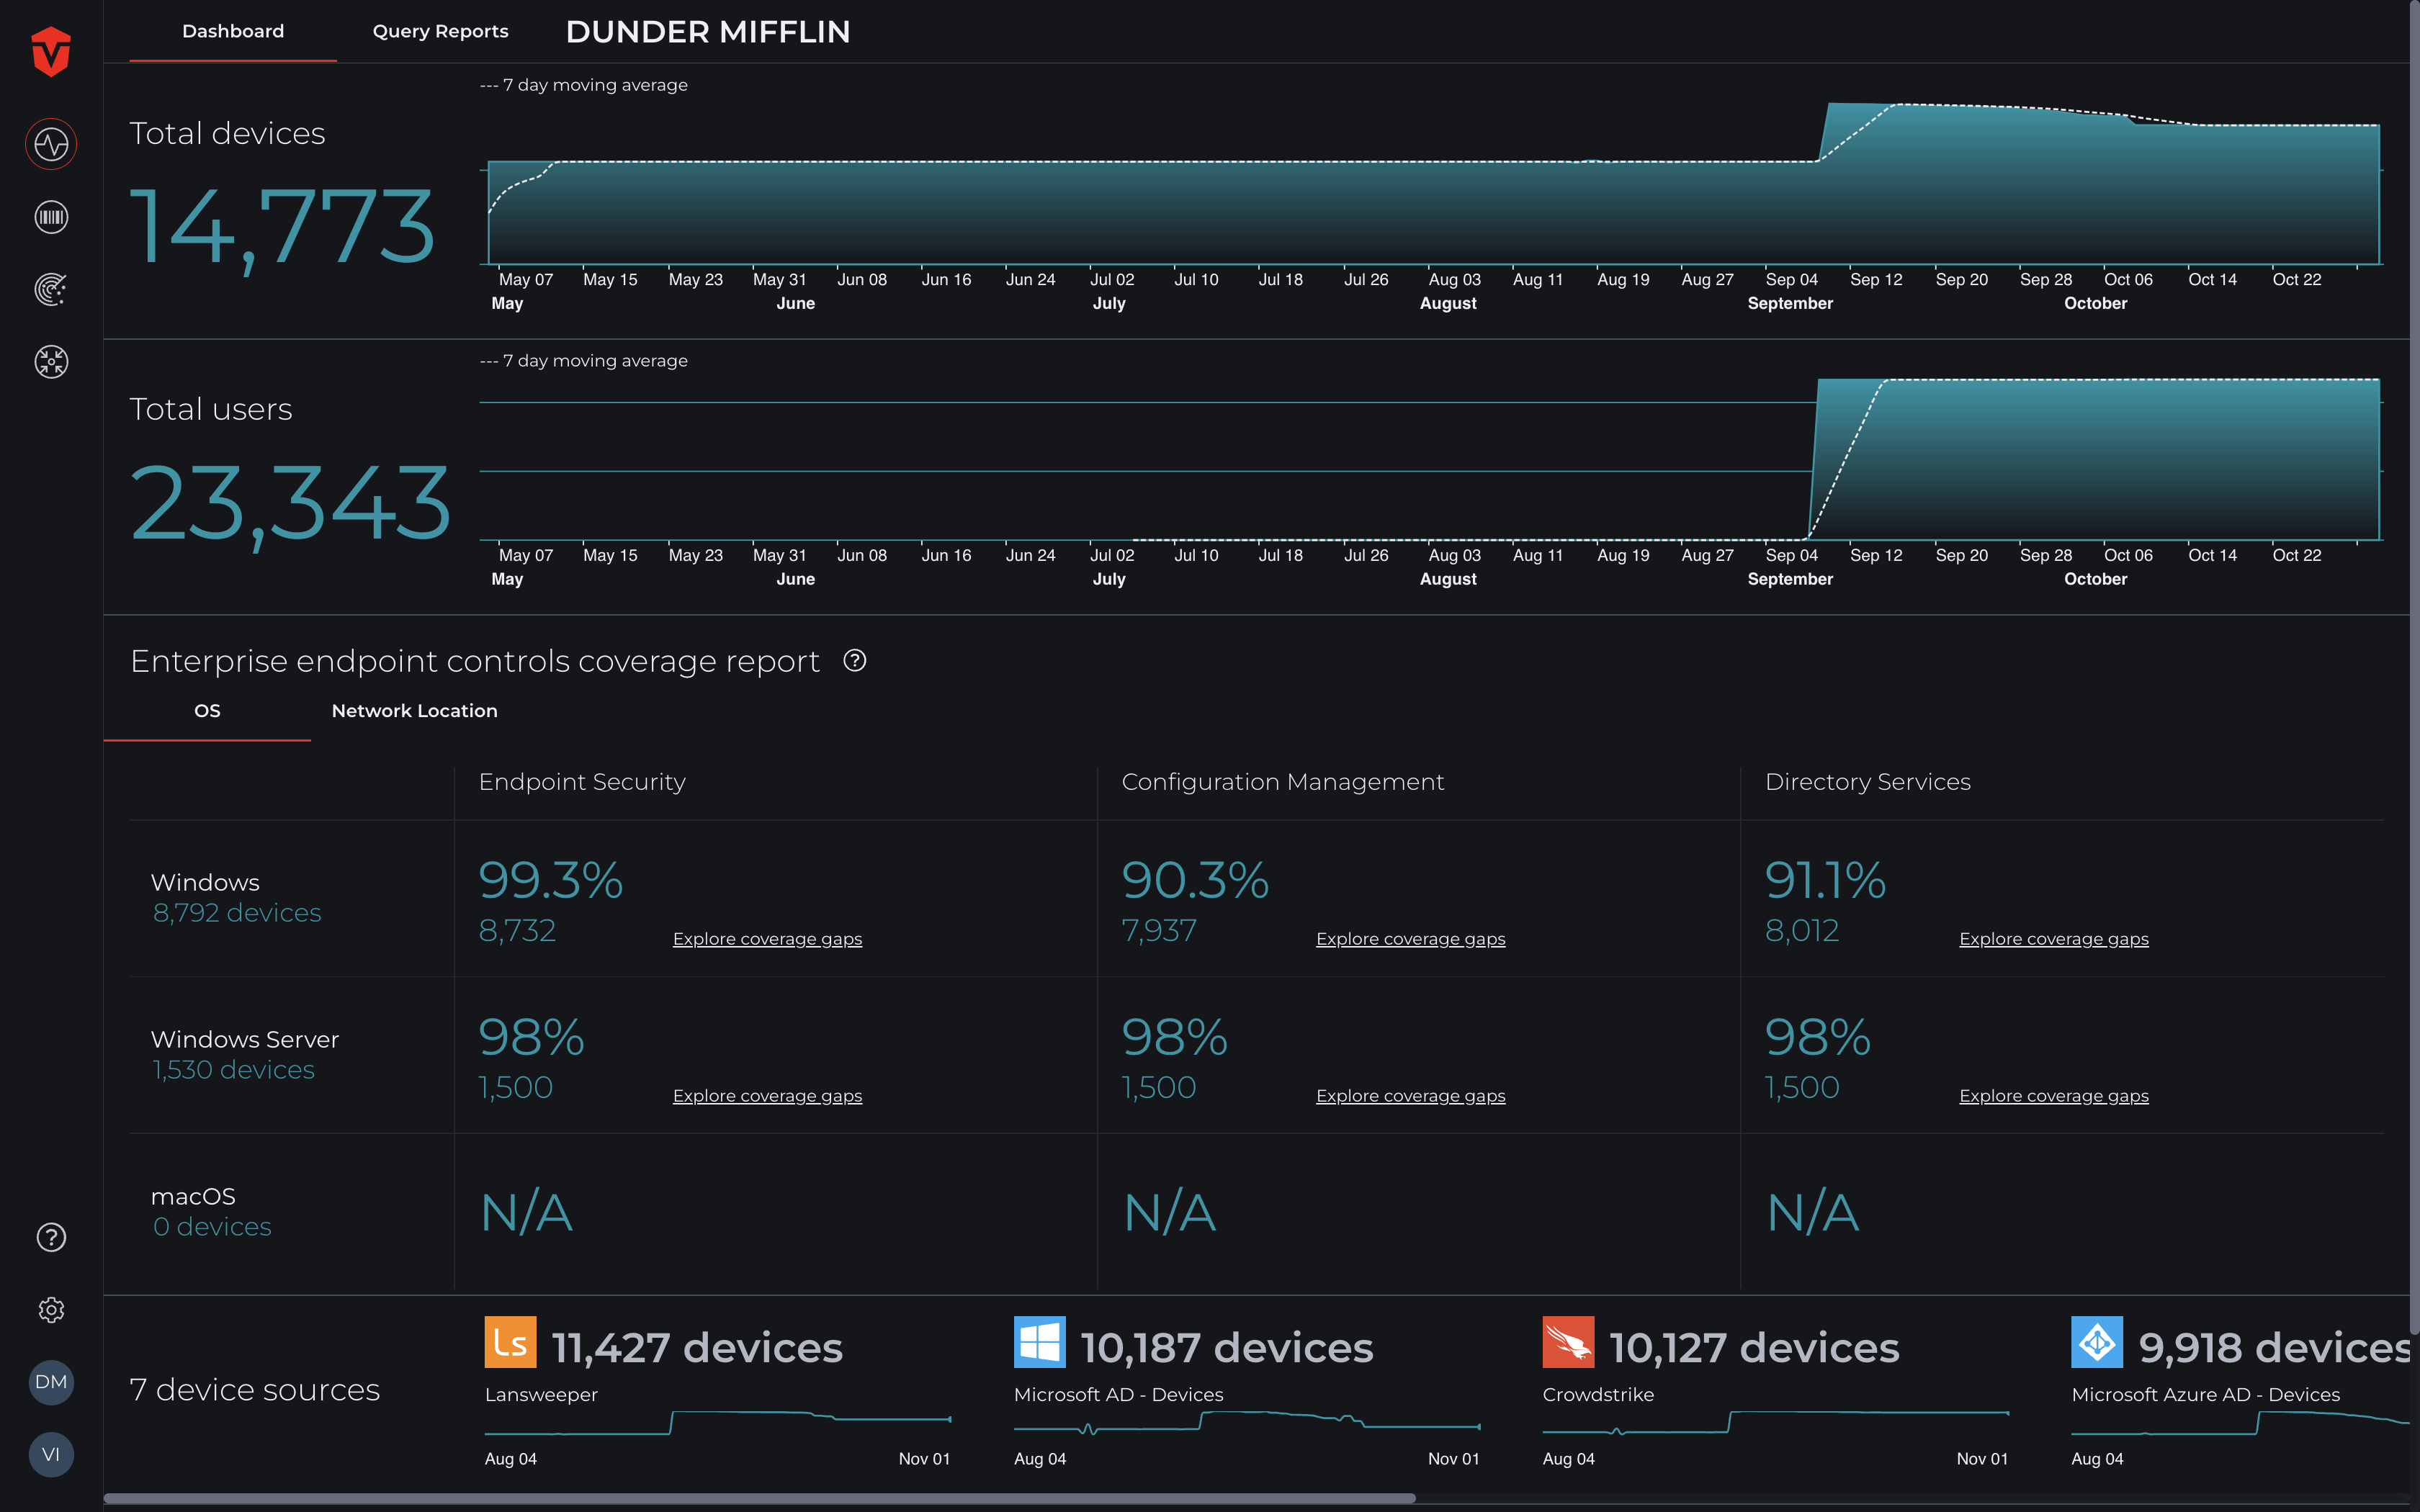 Dashboard Query Reports DUNDER MIFFLIN
--- 7 day moving average
Total devices
14,773
May 07 May 15 May 23 May 31 Jun 08 Jun 16 Jun 24 Jul 02 Jul 10 Jul 18 Jul 26 Aug 03 Aug 11 Aug 19 Aug 27 Sep 04 Sep 12 Sep 20 Sep 28 Oct 06 Oct 14 Oct 22
May June July August September October
--- 7 day moving average
Total users
23,343
May 07 May 15 May 23 May 31 Jun 08 Jun 16 Jun 24 Jul 02 Jul 10 Jul 18 Jul 26 Aug 03 Aug 11 Aug 19 Aug 27 Sep 04 Sep 12 Sep 20 Sep 28 Oct 06 Oct 14 Oct 22
May June July August September October
Enterprise endpoint controls coverage report ?
OS Network Location
Endpoint Security Configuration Management Directory Services
Windows
8,792 devices
99.3% 90.3% 91.1%
8,732 Explore coverage gaps 7,937 Explore coverage gaps 8,012 Explore coverage gaps
Windows Server
1,530 devices
98% 98% 98%
1,500 Explore coverage gaps 1,500 Explore coverage gaps 1,500 Explore coverage gaps
macOS
0 devices
N/A N/A N/A
7 device sources
Ls 11,427 devices 10,187 devices 10,127 devices 9,918 devices
Lansweeper Microsoft AD - Devices Crowdstrike Microsoft Azure AD - Devices
Aug 04 Nov 01 Aug 04 Nov 01 Aug 04 Nov 01 Aug 04
?
DM
VI